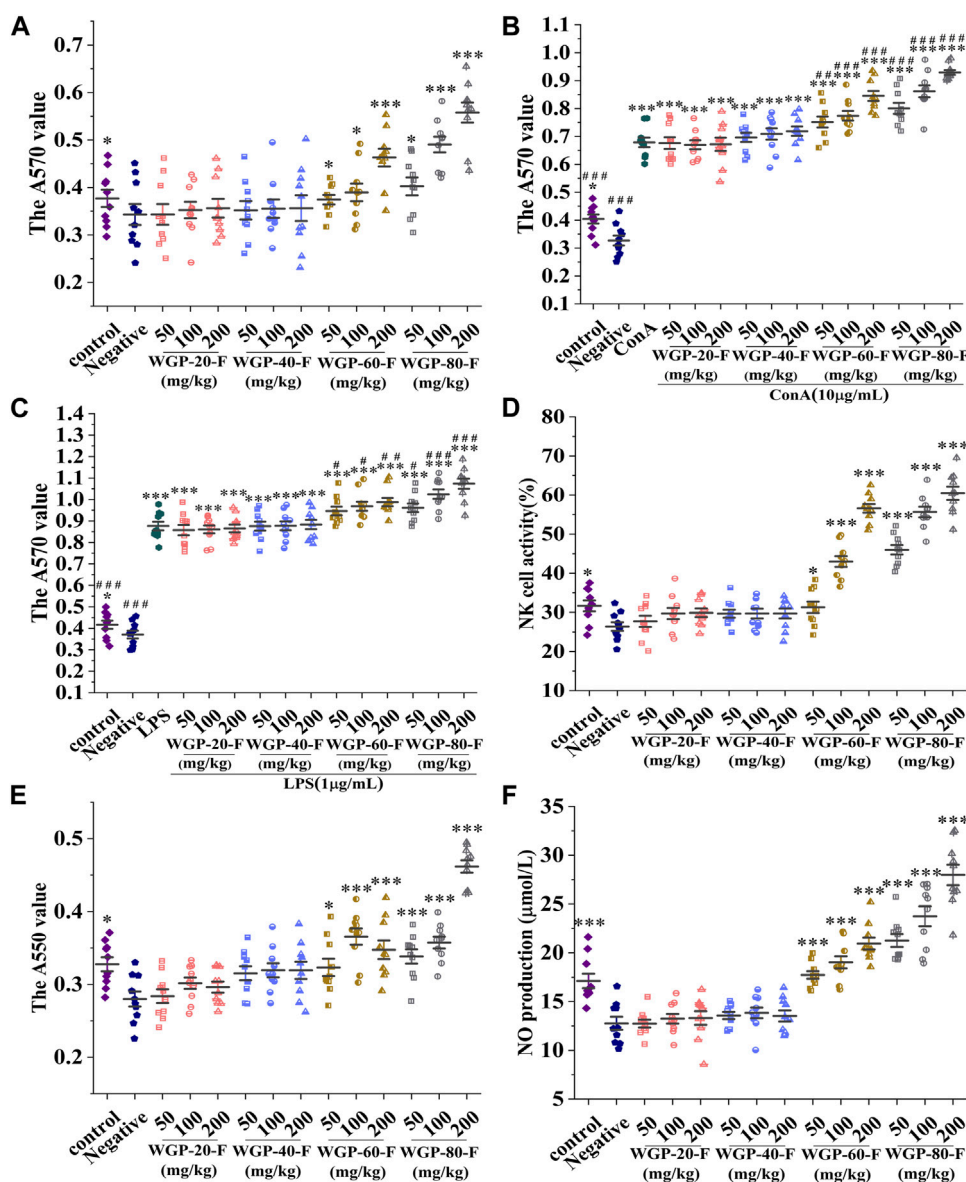 A
The A570 value
0.7
0.6
0.5
0.4
0.3
0.2
* * *** * *** * *** ***
control
Negative
50 100 200 50 100 200 50 100 200 50 100 200
WGP-20-F WGP-40-F WGP-60-F WGP-80-F
(mg/kg) (mg/kg) (mg/kg) (mg/kg)
B
The A570 value
1.1
1.0
0.9
0.8
0.7
0.6
0.5
0.4
0.3
0.2
0.1
### ### ## ### ### ### ### ###
* *** *** *** *** *** *** *** *** *** *** *** *** ***
control
Negative
ConA
50 100 200 50 100 200 50 100 200 50 100 200
WGP-20-F WGP-40-F WGP-60-F WGP-80-F
(mg/kg) (mg/kg) (mg/kg) (mg/kg)
ConA(10μg/mL)
C
The A570 value
1.4
1.3
1.2
1.1
1.0
0.9
0.8
0.7
0.6
0.5
0.4
0.3
0.2
0.1
### ### # # ## # ### ###
* *** *** *** *** *** *** *** *** *** *** *** *** ***
control
Negative
LPS
50 100 200 50 100 200 50 100 200 50 100 200
WGP-20-F WGP-40-F WGP-60-F WGP-80-F
(mg/kg) (mg/kg) (mg/kg) (mg/kg)
LPS(1μg/mL)
D
NK cell activity(%)
80
70
60
50
40
30
20
10
* * *** *** *** *** ***
control
Negative
50 100 200 50 100 200 50 100 200 50 100 200
WGP-20-F WGP-40-F WGP-60-F WGP-80-F
(mg/kg) (mg/kg) (mg/kg) (mg/kg)
E
The A550 value
0.5
0.4
0.3
0.2
* * *** *** *** *** ***
control
Negative
50 100 200 50 100 200 50 100 200 50 100 200
WGP-20-F WGP-40-F WGP-60-F WGP-80-F
(mg/kg) (mg/kg) (mg/kg) (mg/kg)
F
NO production (μmol/L)
35
30
25
20
15
10
5
*** *** *** *** *** *** ***
control
Negative
50 100 200 50 100 200 50 100 200 50 100 200
WGP-20-F WGP-40-F WGP-60-F WGP-80-F
(mg/kg) (mg/kg) (mg/kg) (mg/kg)